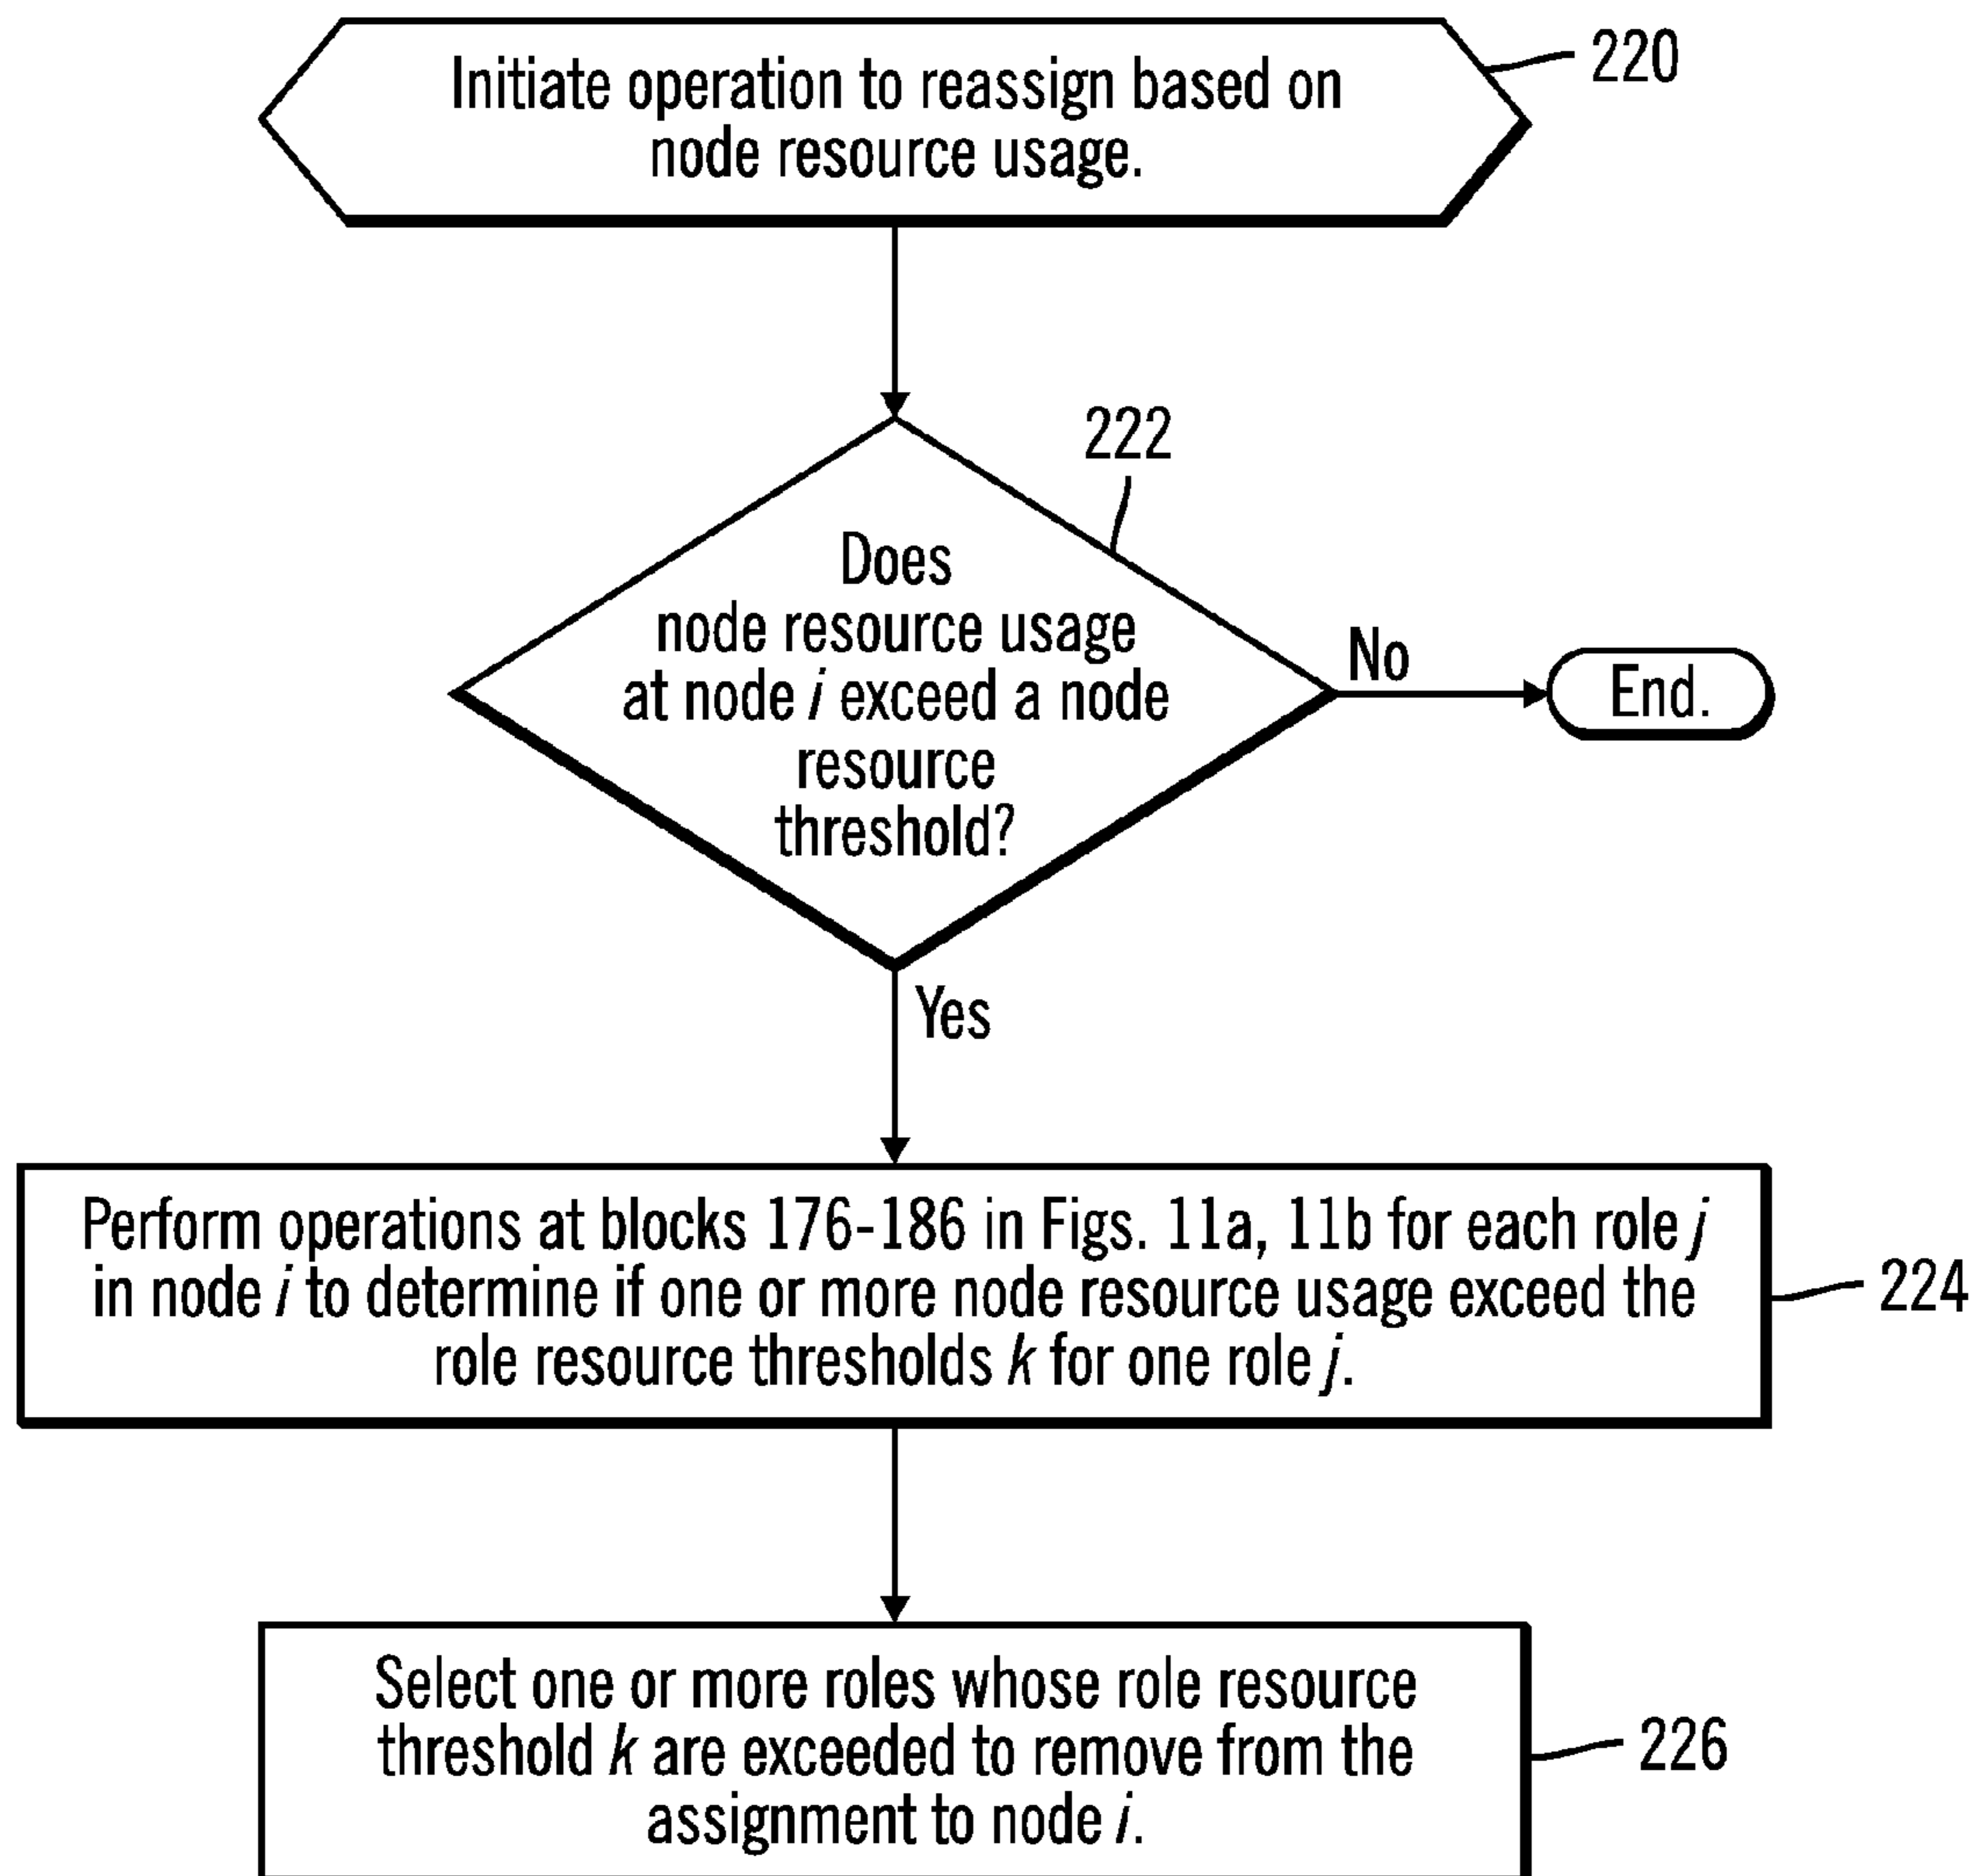 Initiate operation to reassign based on
node resource usage.
220
222
Does
node resource usage
at node i exceed a node
resource
threshold?
No
End.
Yes
Perform operations at blocks 176-186 in Figs. 11a, 11b for each role j
in node i to determine if one or more node resource usage exceed the
role resource thresholds k for one role j.
224
Select one or more roles whose role resource
threshold k are exceeded to remove from the
assignment to node i.
226